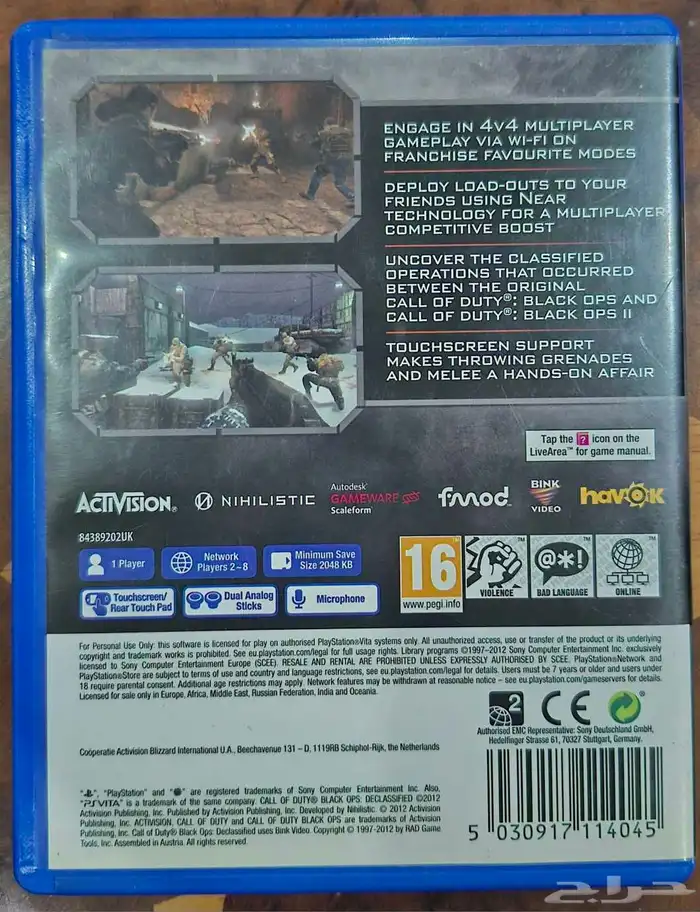 ENGAGE IN 4V4 MULTIPLAYER
GAMEPLAY VIA WI-FI ON
FRANCHISE FAVOURITE MODES
DEPLOY LOAD-OUTS TO YOUR
FRIENDS USING NEAR
TECHNOLOGY FOR A MULTIPLAYER
COMPETITIVE BOOST
UNCOVER THE CLASSIFIED
OPERATIONS THAT OCCURRED
BETWEEN THE ORIGINAL
CALL OF DUTY®: BLACK OPS AND
CALL OF DUTY®: BLACK OPS II
TOUCHSCREEN SUPPORT
MAKES THROWING GRENADES
AND MELEE A HANDS-ON AFFAIR
Tap the ? icon on the
LiveArea™ for game manual.
ACTIVISION®
NIHILISTIC
Autodesk®
GAMEWARE
Scaleform®
fmod
BINK
VIDEO
havOK
84389202UK
1 Player
Network
Players 2–8
Minimum Save
Size 2048 KB
Touchscreen/
Rear Touch Pad
Dual Analog
Sticks
Microphone
16
www.pegi.info
VIOLENCE
@*!
BAD LANGUAGE
ONLINE
For Personal Use Only: this software is licensed for play on authorised PlayStation®Vita systems only. All unauthorized access, use or transfer of the product or its underlying
copyright and trademark works is prohibited. See eu.playstation.com/legal for full usage rights. Library programs ©1997-2012 Sony Computer Entertainment Inc. exclusively
licensed to Sony Computer Entertainment Europe (SCEE). RESALE AND RENTAL ARE PROHIBITED UNLESS EXPRESSLY AUTHORISED BY SCEE. PlayStation®Network and
PlayStation®Store are subject to terms of use and country and language restrictions, see eu.playstation.com/legal for details. Users must be 7 years or older and users under
18 require parental consent. Additional age restrictions may apply. Network features may be withdrawn at reasonable notice – see eu.playstation.com/gameservers for details.
Licensed for sale only in Europe, Africa, Middle East, Russian Federation, India and Oceania.
2
CE
Authorised EMC Representative: Sony Deutschland GmbH,
Hedelfinger Strasse 61, 70327 Stuttgart, Germany.
Coöperatie Activision Blizzard International U.A., Beechavenue 131 – D, 1119RB Schiphol-Rijk, the Netherlands
"", "PlayStation" and "" are registered trademarks of Sony Computer Entertainment Inc. Also,
"PSVITA" is a trademark of the same company. CALL OF DUTY® BLACK OPS: DECLASSIFIED ©2012
Activision Publishing, Inc. Published by Activision Publishing, Inc. Developed by Nihilistic. © 2012 Activision
Publishing, Inc. ACTIVISION, CALL OF DUTY and CALL OF DUTY BLACK OPS are trademarks of Activision
Publishing, Inc. Call of Duty® Black Ops: Declassified uses Bink Video. Copyright © 1997-2012 by RAD Game
Tools, Inc. Assembled in Austria. All rights reserved.
5 030917 114045
حراج